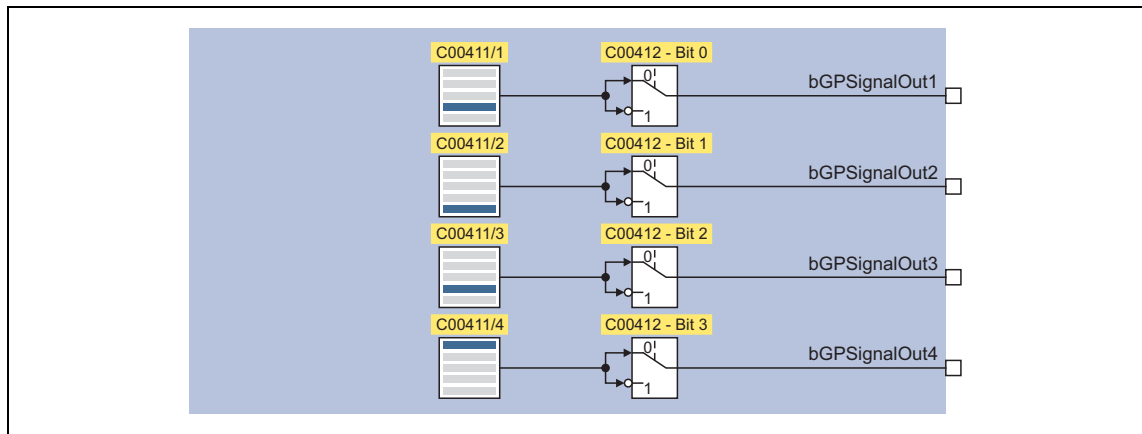 C00411/1 C00412 - Bit 0
0
bGPSignalOut1
1
C00411/2 C00412 - Bit 1
0
bGPSignalOut2
1
C00411/3 C00412 - Bit 2
0
bGPSignalOut3
1
C00411/4 C00412 - Bit 3
0
bGPSignalOut4
1